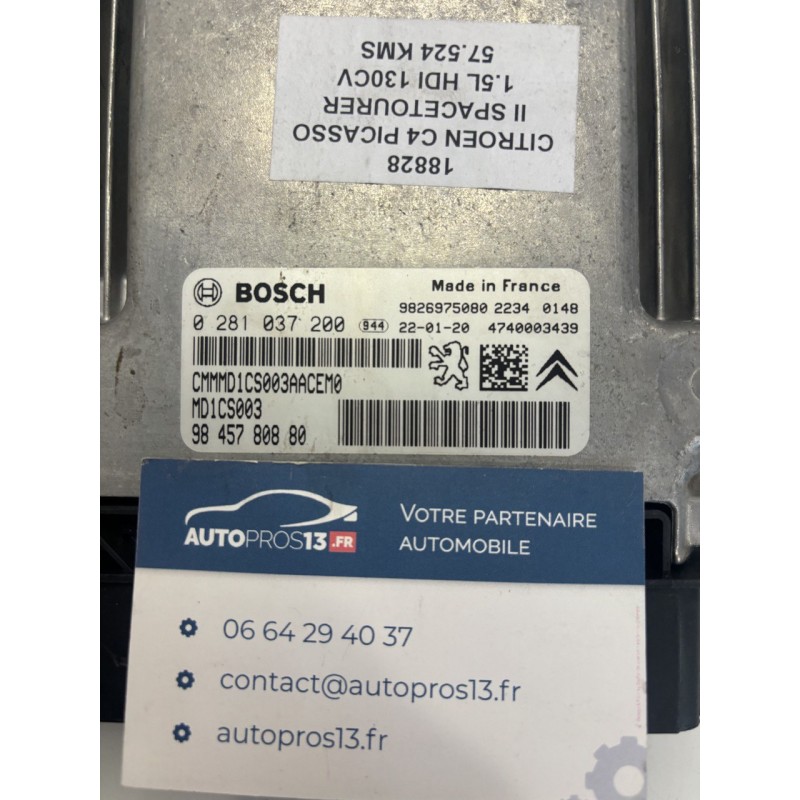 18828
CITROEN C4 PICASSO
II SPACETOURER
1.5L HDI 130CV
57.524 KMS
BOSCH
Made in France
9826975080 2234 0148
0 281 037 200 944 22-01-20 4740003439
CMMMD1CS003AACEM0
MD1CS003
98 457 808 80
AUTOPROS13.FR
VOTRE PARTENAIRE
AUTOMOBILE
06 64 29 40 37
contact@autopros13.fr
autopros13.fr